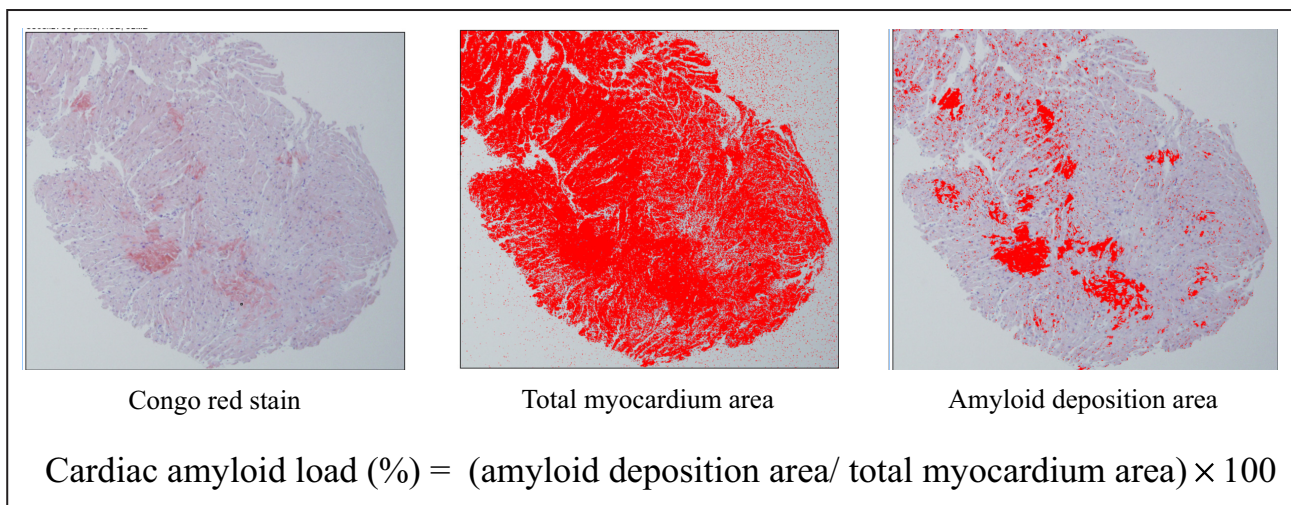 Congo red stain
Total myocardium area
Amyloid deposition area
Cardiac amyloid load (%) = (amyloid deposition area/ total myocardium area) × 100